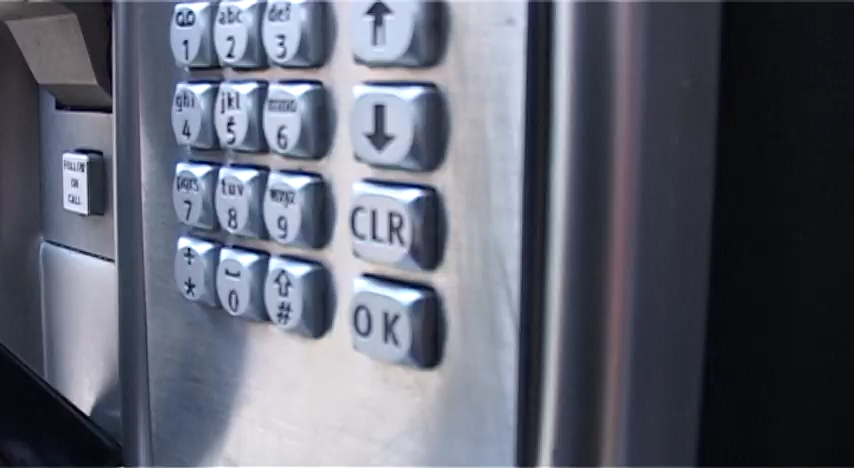 abc def
1 2 3
ghi jkl mno
4 5 6
pqrs tuv wxyz
7 8 9
* 0 #
CLR
OK
FOLLOW
ON
CALL